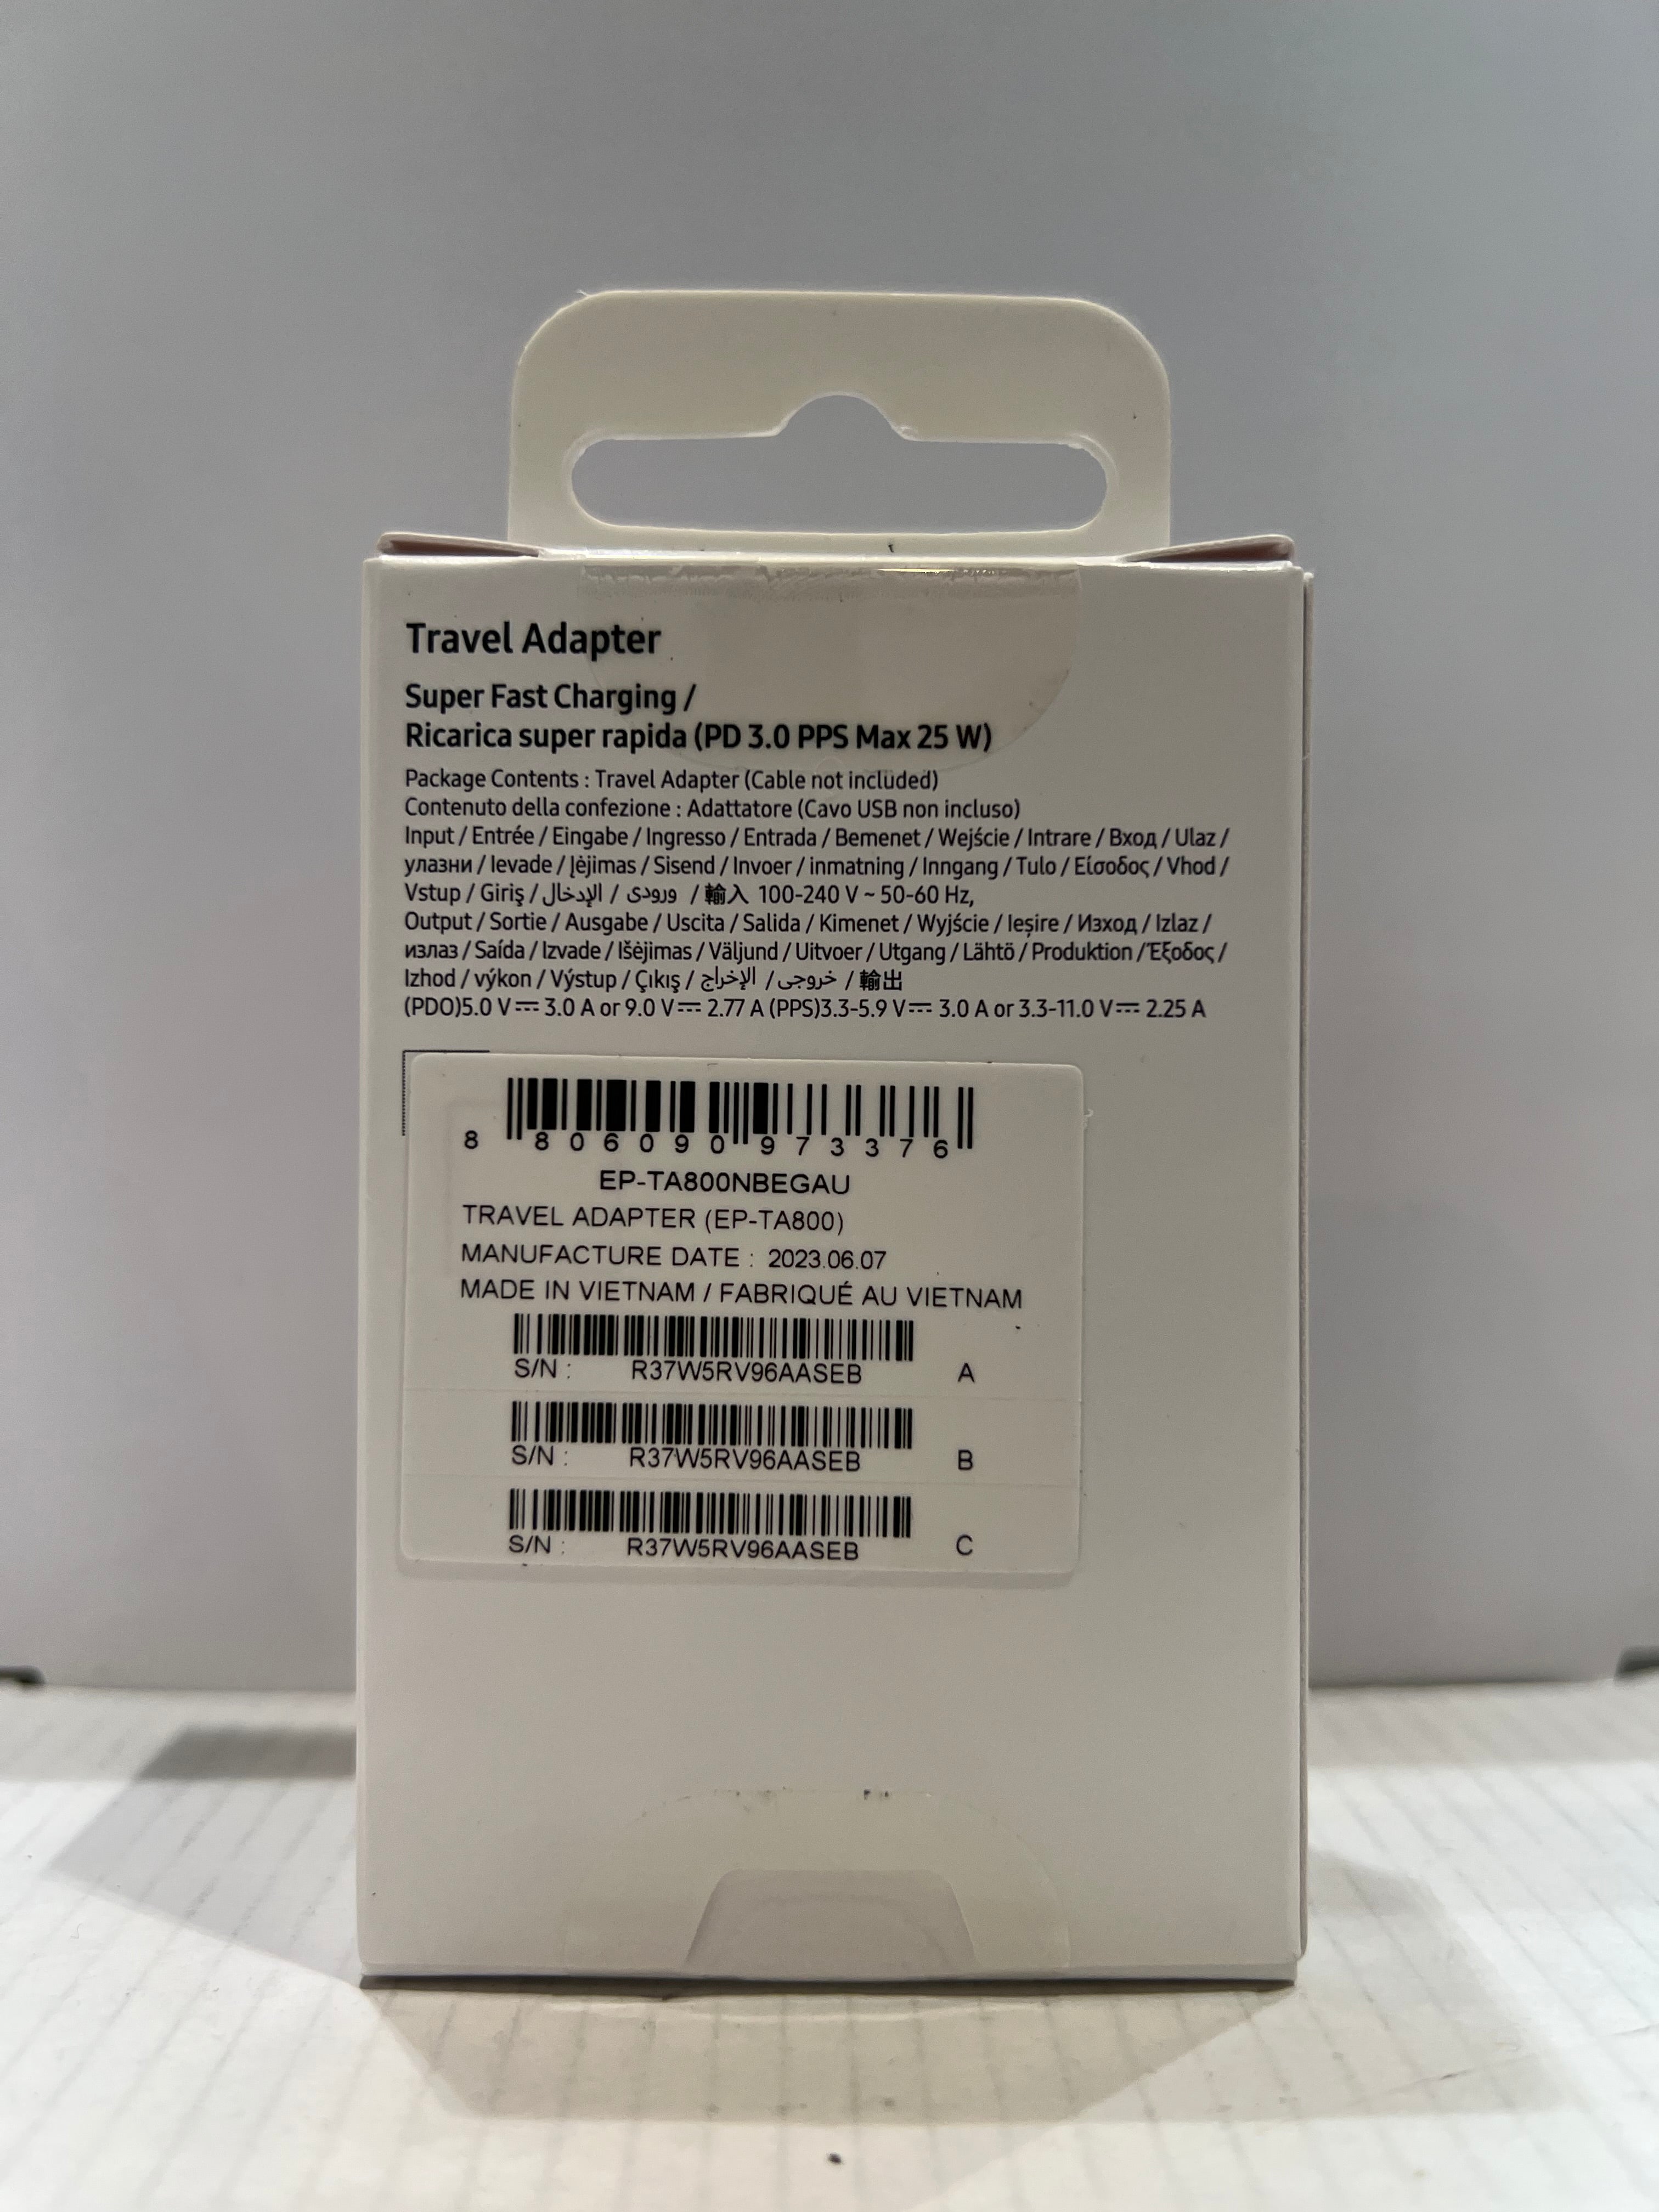 Travel Adapter
Super Fast Charging /
Ricarica super rapida (PD 3.0 PPS Max 25 W)
Package Contents : Travel Adapter (Cable not included)
Contenuto della confezione : Adattatore (Cavo USB non incluso)
Input / Entrée / Eingabe / Ingresso / Entrada / Bemenet / Wejście / Intrare / Вход / Ulaz /
улазни / Ievade / Įėjimas / Sisend / Invoer / inmatning / Inngang / Tulo / Είσοδος / Vhod /
Vstup / Giriş / الإدخال / ورودی / 輸入 100-240 V ~ 50-60 Hz,
Output / Sortie / Ausgabe / Uscita / Salida / Kimenet / Wyjście / Ieșire / Изход / Izlaz /
излаз / Saída / Izvade / Išėjimas / Väljund / Uitvoer / Utgang / Lähtö / Produktion / Έξοδος /
Izhod / výkon / Výstup / Çıkış / الإخراج / خروجی / 輸出
(PDO)5.0 V⎓ 3.0 A or 9.0 V⎓ 2.77 A (PPS)3.3-5.9 V⎓ 3.0 A or 3.3-11.0 V⎓ 2.25 A
8 806090 973376
EP-TA800NBEGAU
TRAVEL ADAPTER (EP-TA800)
MANUFACTURE DATE : 2023.06.07
MADE IN VIETNAM / FABRIQUÉ AU VIETNAM
S/N : R37W5RV96AASEB A
S/N : R37W5RV96AASEB B
S/N : R37W5RV96AASEB C